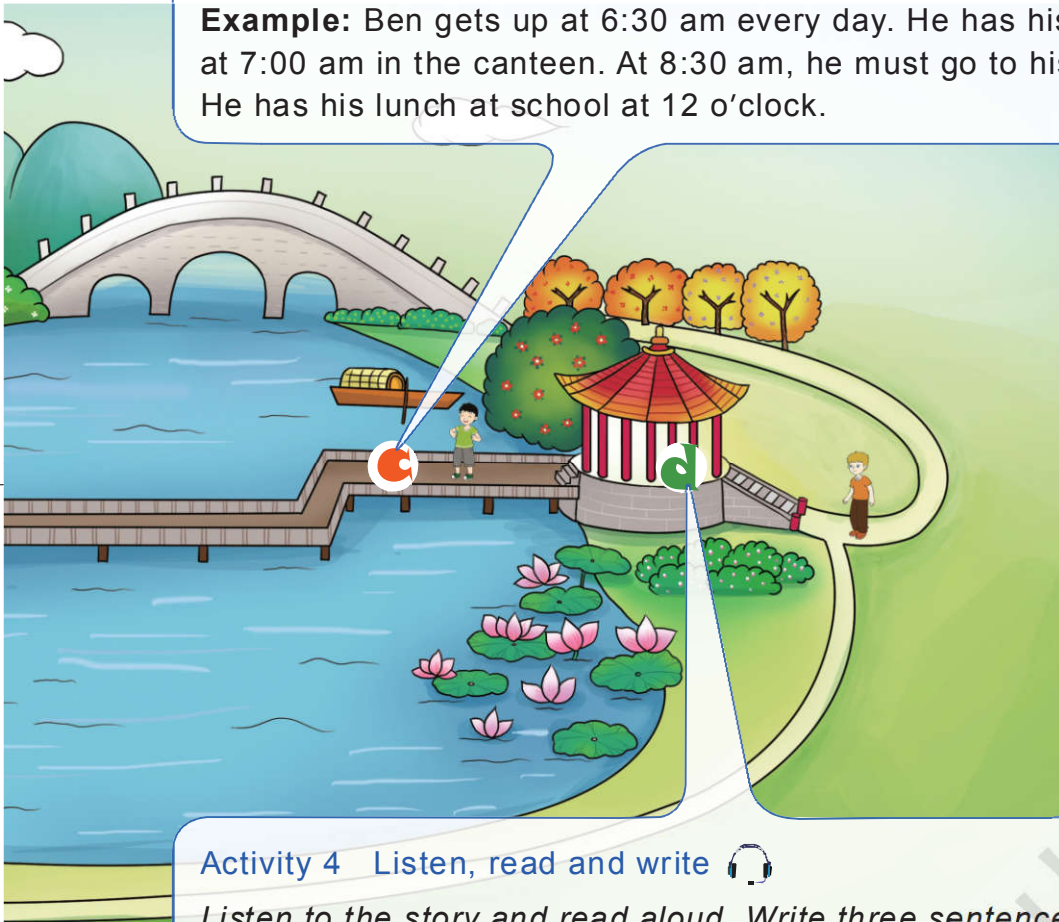 Example: Ben gets up at 6:30 am every day. He has his
at 7:00 am in the canteen. At 8:30 am, he must go to his
He has his lunch at school at 12 o'clock.
c
d
Activity 4 Listen, read and write
Listen to the story and read aloud. Write three sentence